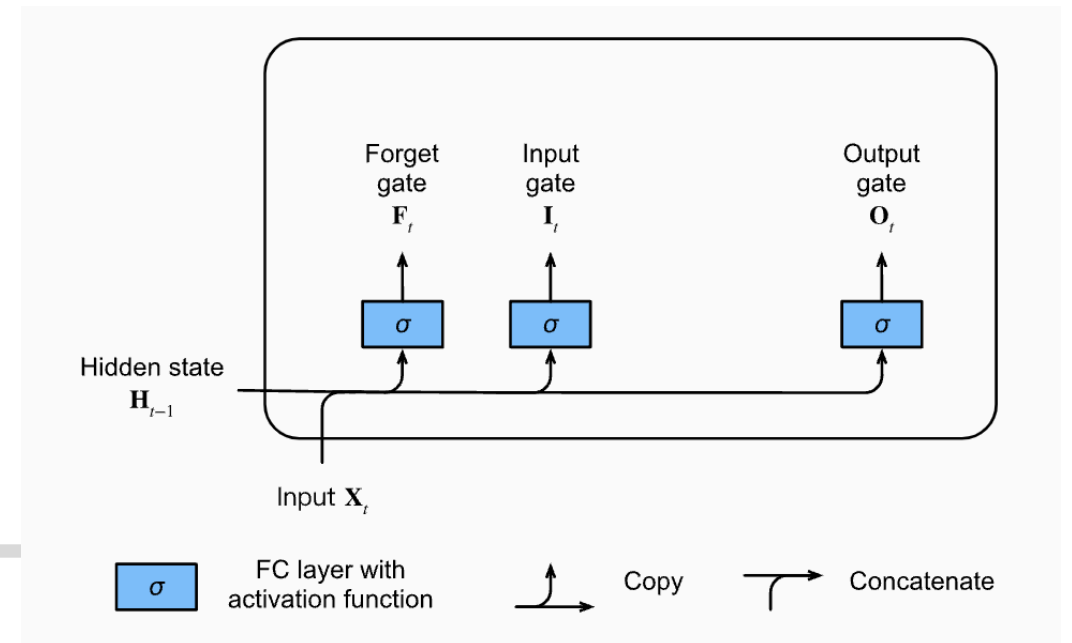 Forget
gate
F_t
Input
gate
I_t
Output
gate
O_t
σ
σ
σ
Hidden state
H_{t−1}
Input X_t
σ
FC layer with
activation function
Copy
Concatenate